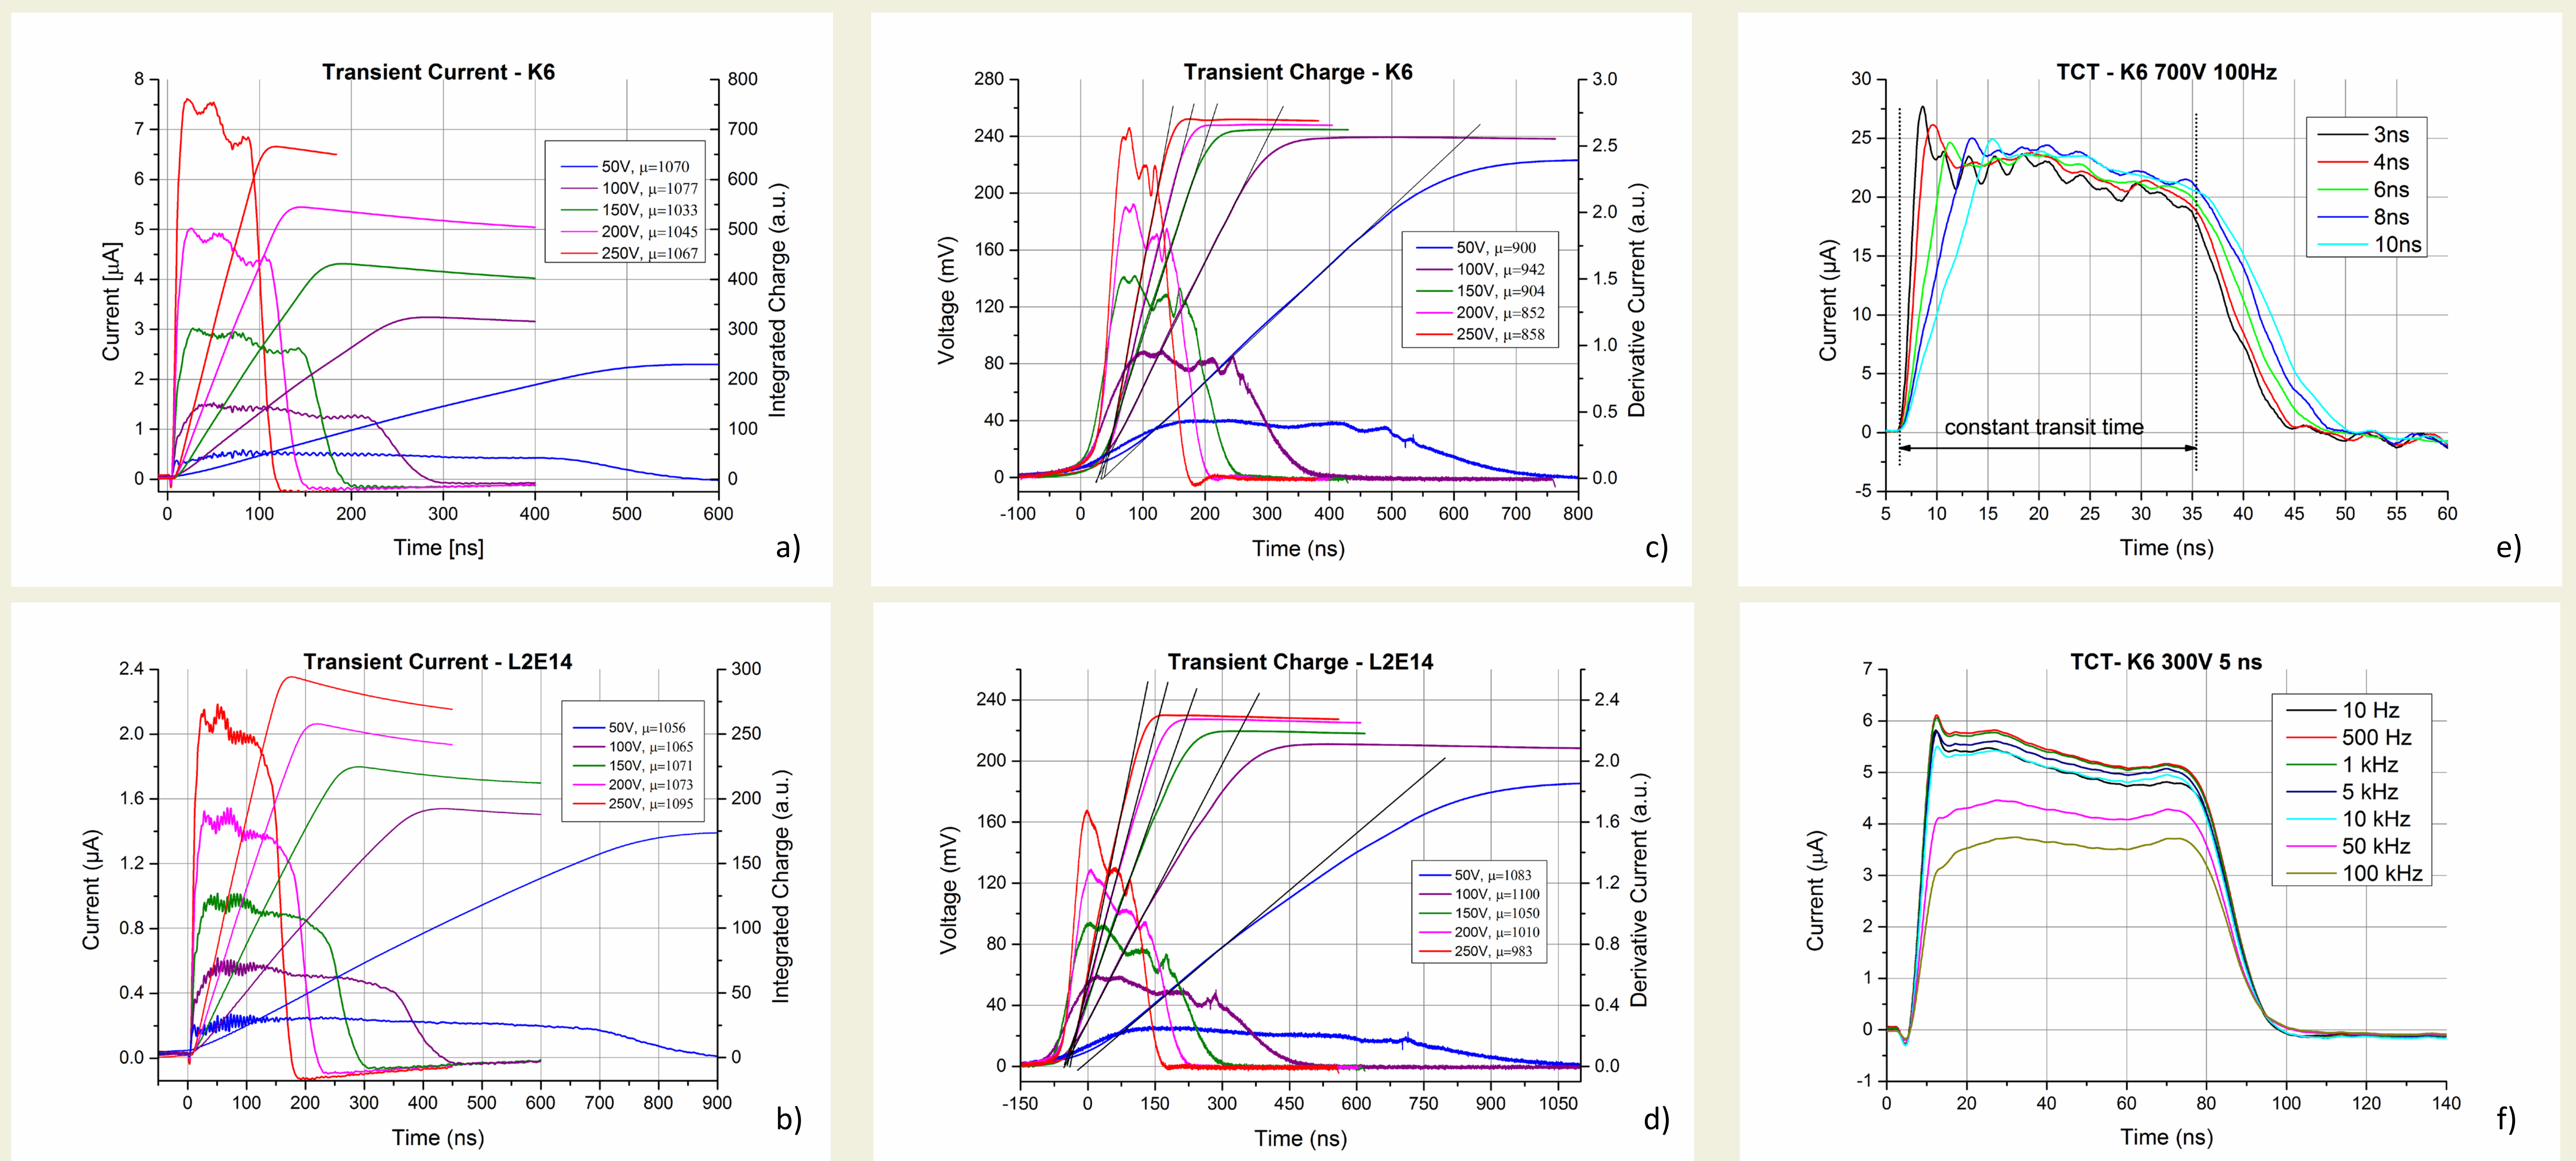 Transient Current - K6
8
7
6
5
4
3
2
1
0
Current [µA]
800
700
600
500
400
300
200
100
0
Integrated Charge (a.u.)
50V, µ=1070
100V, µ=1077
150V, µ=1033
200V, µ=1045
250V, µ=1067
0 100 200 300 400 500 600
Time [ns]
a)
Transient Charge - K6
280
240
200
160
120
80
40
0
Voltage (mV)
3.0
2.5
2.0
1.5
1.0
0.5
0.0
Derivative Current (a.u.)
50V, µ=900
100V, µ=942
150V, µ=904
200V, µ=852
250V, µ=858
-100 0 100 200 300 400 500 600 700 800
Time (ns)
c)
TCT - K6 700V 100Hz
30
25
20
15
10
5
0
-5
Current (µA)
3ns
4ns
6ns
8ns
10ns
constant transit time
5 10 15 20 25 30 35 40 45 50 55 60
Time (ns)
e)
Transient Current - L2E14
2.4
2.0
1.6
1.2
0.8
0.4
0.0
Current (µA)
300
250
200
150
100
50
0
Integrated Charge (a.u.)
50V, µ=1056
100V, µ=1065
150V, µ=1071
200V, µ=1073
250V, µ=1095
0 100 200 300 400 500 600 700 800 900
Time (ns)
b)
Transient Charge - L2E14
240
200
160
120
80
40
0
Voltage (mV)
2.4
2.0
1.6
1.2
0.8
0.4
0.0
Derivative Current (a.u.)
50V, µ=1083
100V, µ=1100
150V, µ=1050
200V, µ=1010
250V, µ=983
-150 0 150 300 450 600 750 900 1050
Time (ns)
d)
TCT- K6 300V 5 ns
7
6
5
4
3
2
1
0
-1
Current (µA)
10 Hz
500 Hz
1 kHz
5 kHz
10 kHz
50 kHz
100 kHz
0 20 40 60 80 100 120 140
Time (ns)
f)